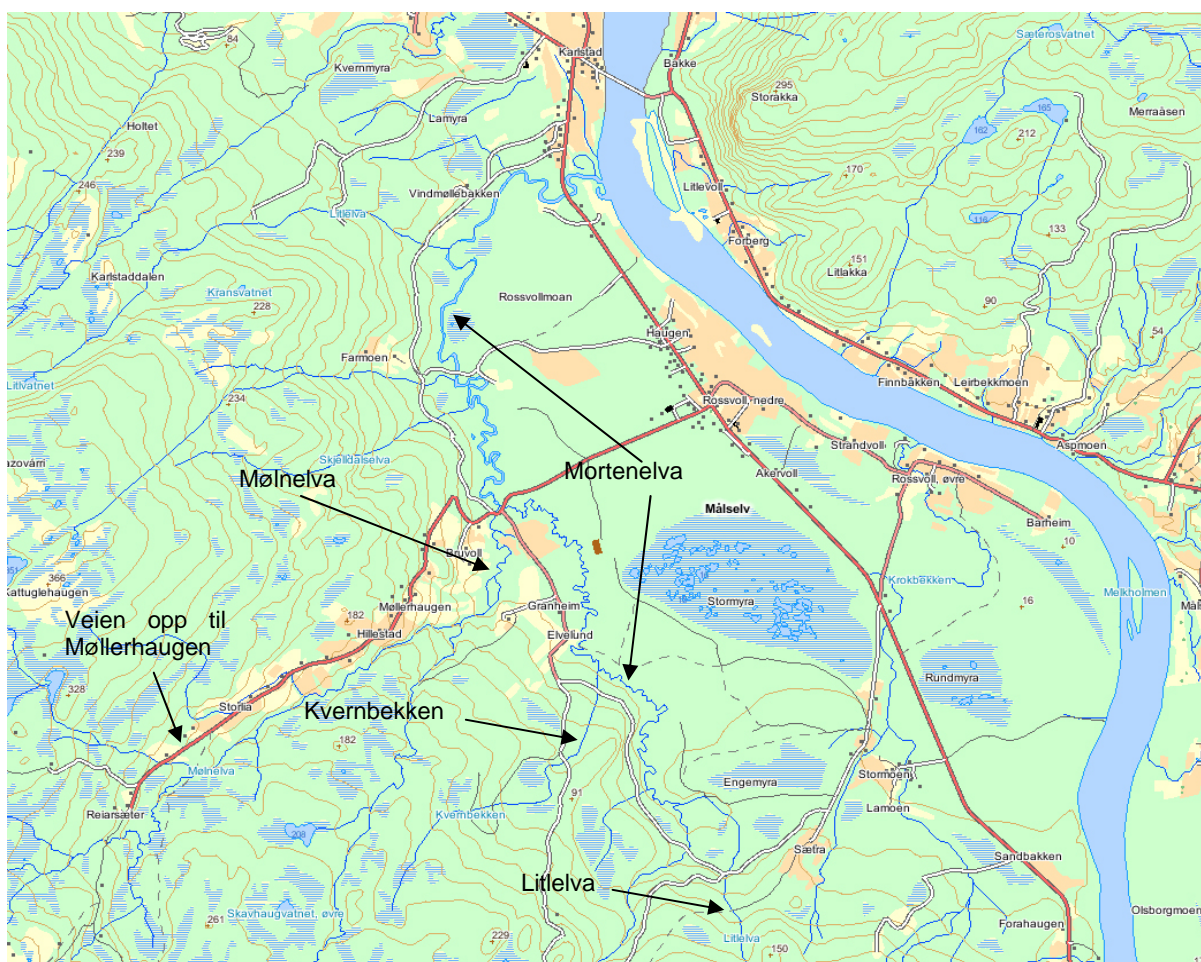 Karlstad
84
Kvernmyra
Bakke
Sæterosvatnet
295
Storakka
165
Merraåsen
Holtet
Lamyra
162
212
239
246
170
Vindmøllebakken
Litlevoll
Litlelva
116
133
Forberg
151
Litlakka
Karlstaddalen
Kransvatnet
228
Rossvollmoan
90
54
Haugen
Farmoen
Finnbakken
Leirbekkmoen
Litlvatnet
234
Rossvoll, nedre
Strandvoll
Aspmoen
Skjelldalselva
azovárri
Mølnelva
Mortenelva
Akervoll
Rossvoll, øvre
Målselv
Barheim
10
Bruvoll
366
Kattuglehaugen
Krokbekken
Melkholmen
Mål
Stormyra
16
Møllerhaugen
Granheim
182
Hillestad
Elvelund
Veien opp til
Møllerhaugen
Rundmyra
328
Storlia
Kvernbekken
182
Mølnelva
Engemyra
Stormoen
91
Lamoen
Reiarsæter
Kvernbekken
208
Sætra
Sandbakken
Litlelva
Skavhaugvatnet, øvre
261
229
Litlelva
150
Forahaugen
Olsborgmoen